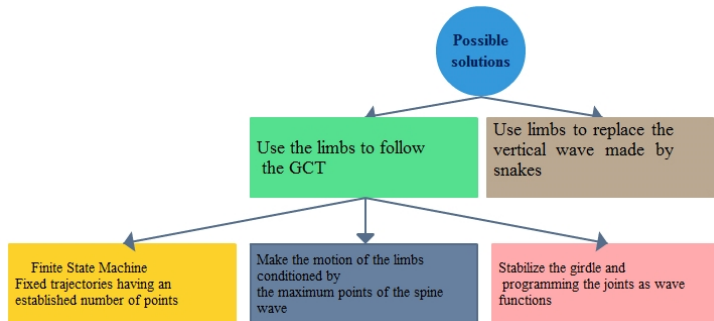 Possible
solutions
Use the limbs to follow
the GCT
Use limbs to replace the
vertical wave made by
snakes
Finite State Machine
Fixed trajectories having an
established number of points
Make the motion of the limbs
conditioned by
the maximum points of the spine
wave
Stabilize the girdle and
programming the joints as wave
functions